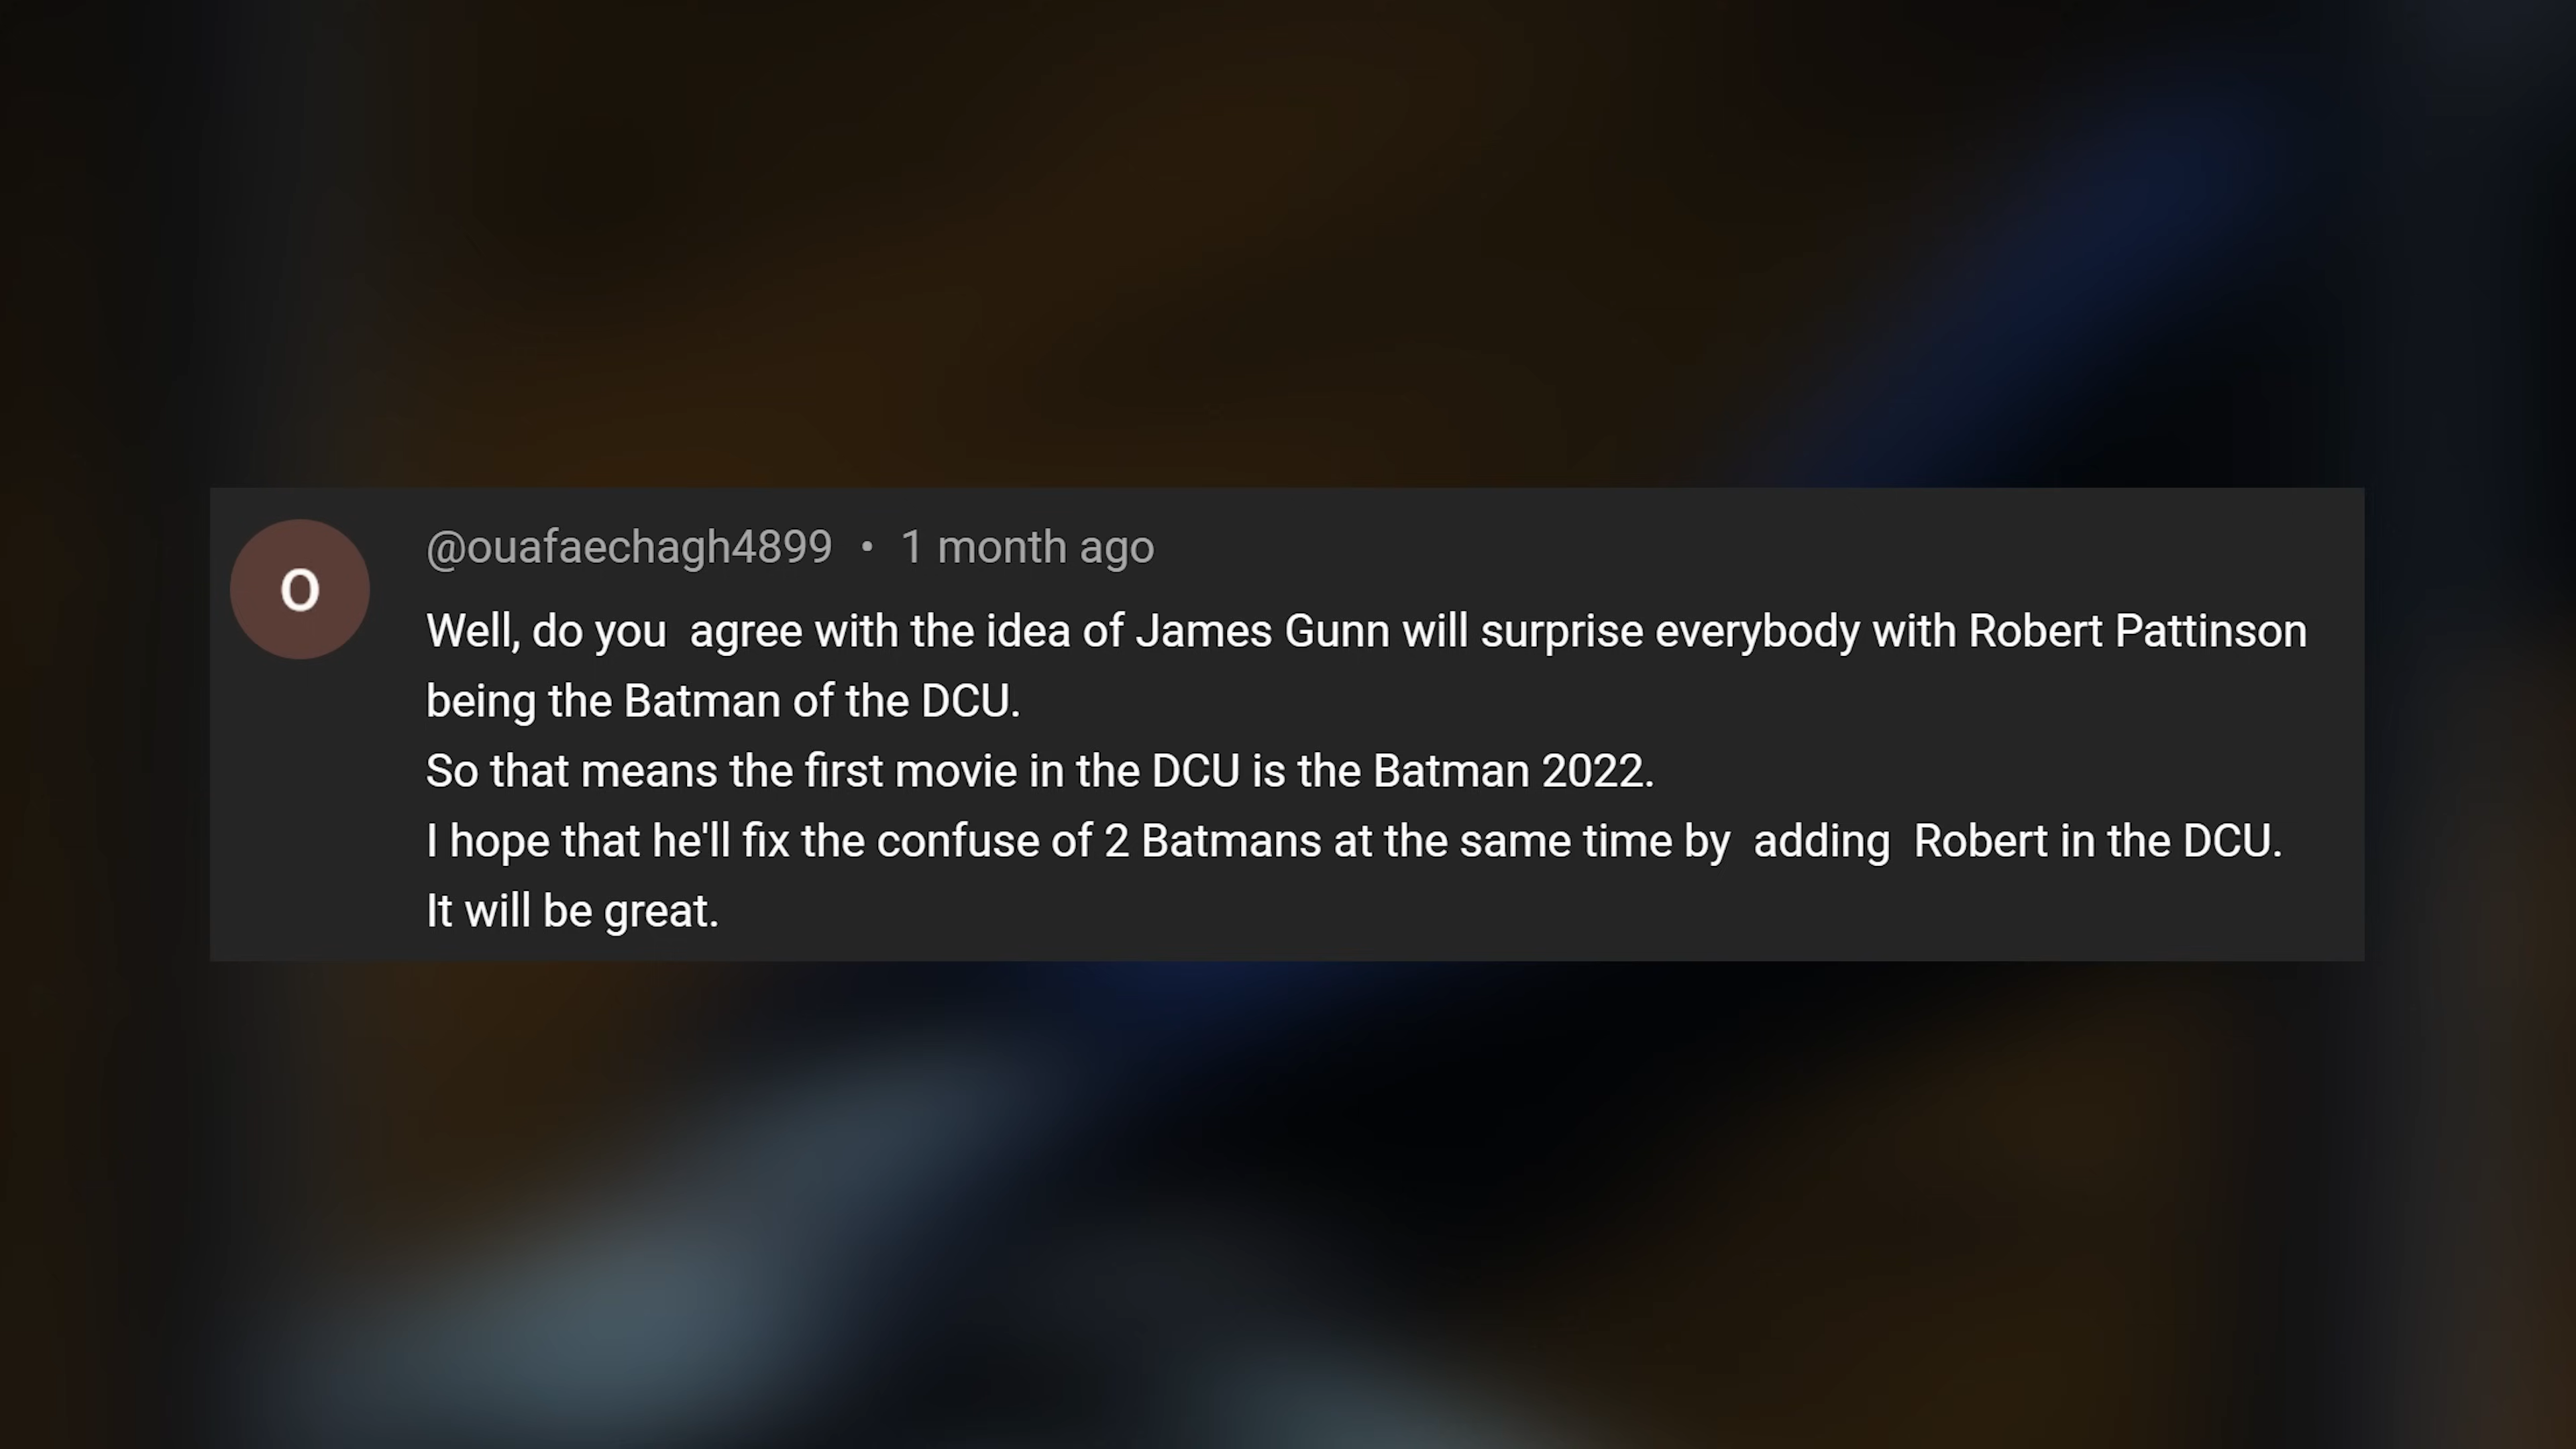 O
@ouafaechagh4899 • 1 month ago
Well, do you  agree with the idea of James Gunn will surprise everybody with Robert Pattinson
being the Batman of the DCU.
So that means the first movie in the DCU is the Batman 2022.
I hope that he'll fix the confuse of 2 Batmans at the same time by  adding  Robert in the DCU.
It will be great.